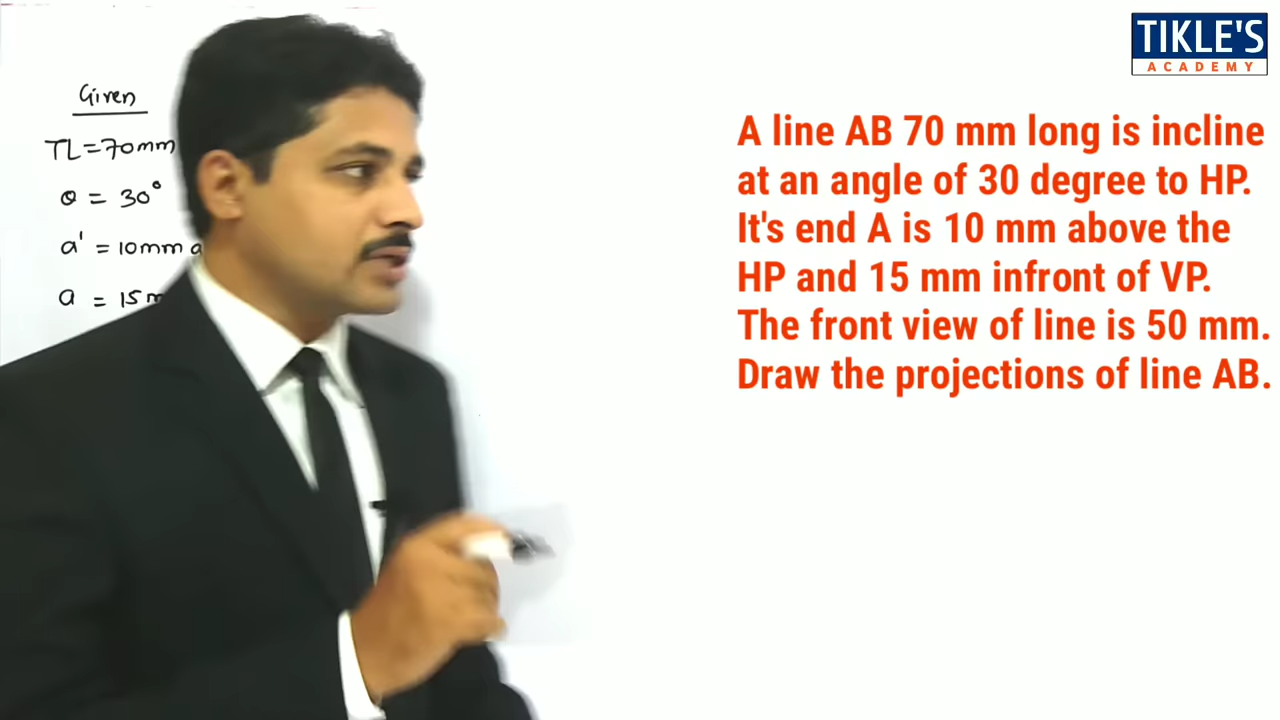 TIKLE'S
ACADEMY
Given
TL=70mm
θ = 30°
a' = 10mm
a = 15
A line AB 70 mm long is incline
at an angle of 30 degree to HP.
It's end A is 10 mm above the
HP and 15 mm infront of VP.
The front view of line is 50 mm.
Draw the projections of line AB.